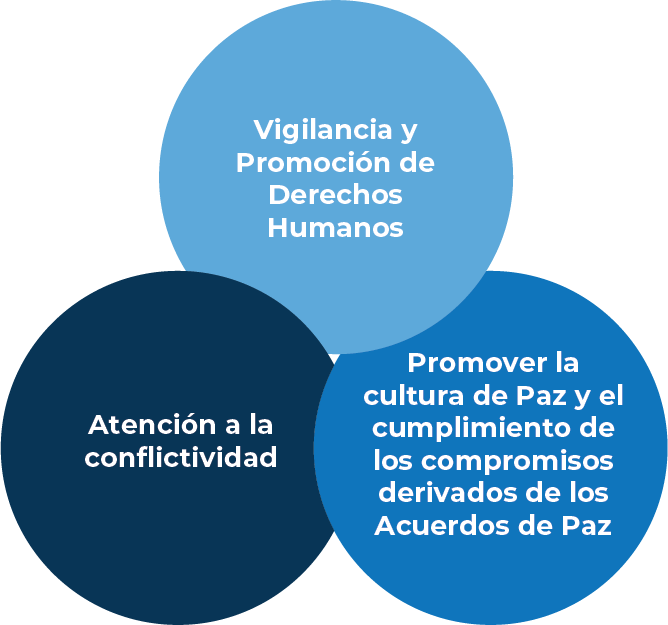 Vigilancia y
Promoción de
Derechos
Humanos
Atención a la
conflictividad
Promover la
cultura de Paz y el
cumplimiento de
los compromisos
derivados de los
Acuerdos de Paz